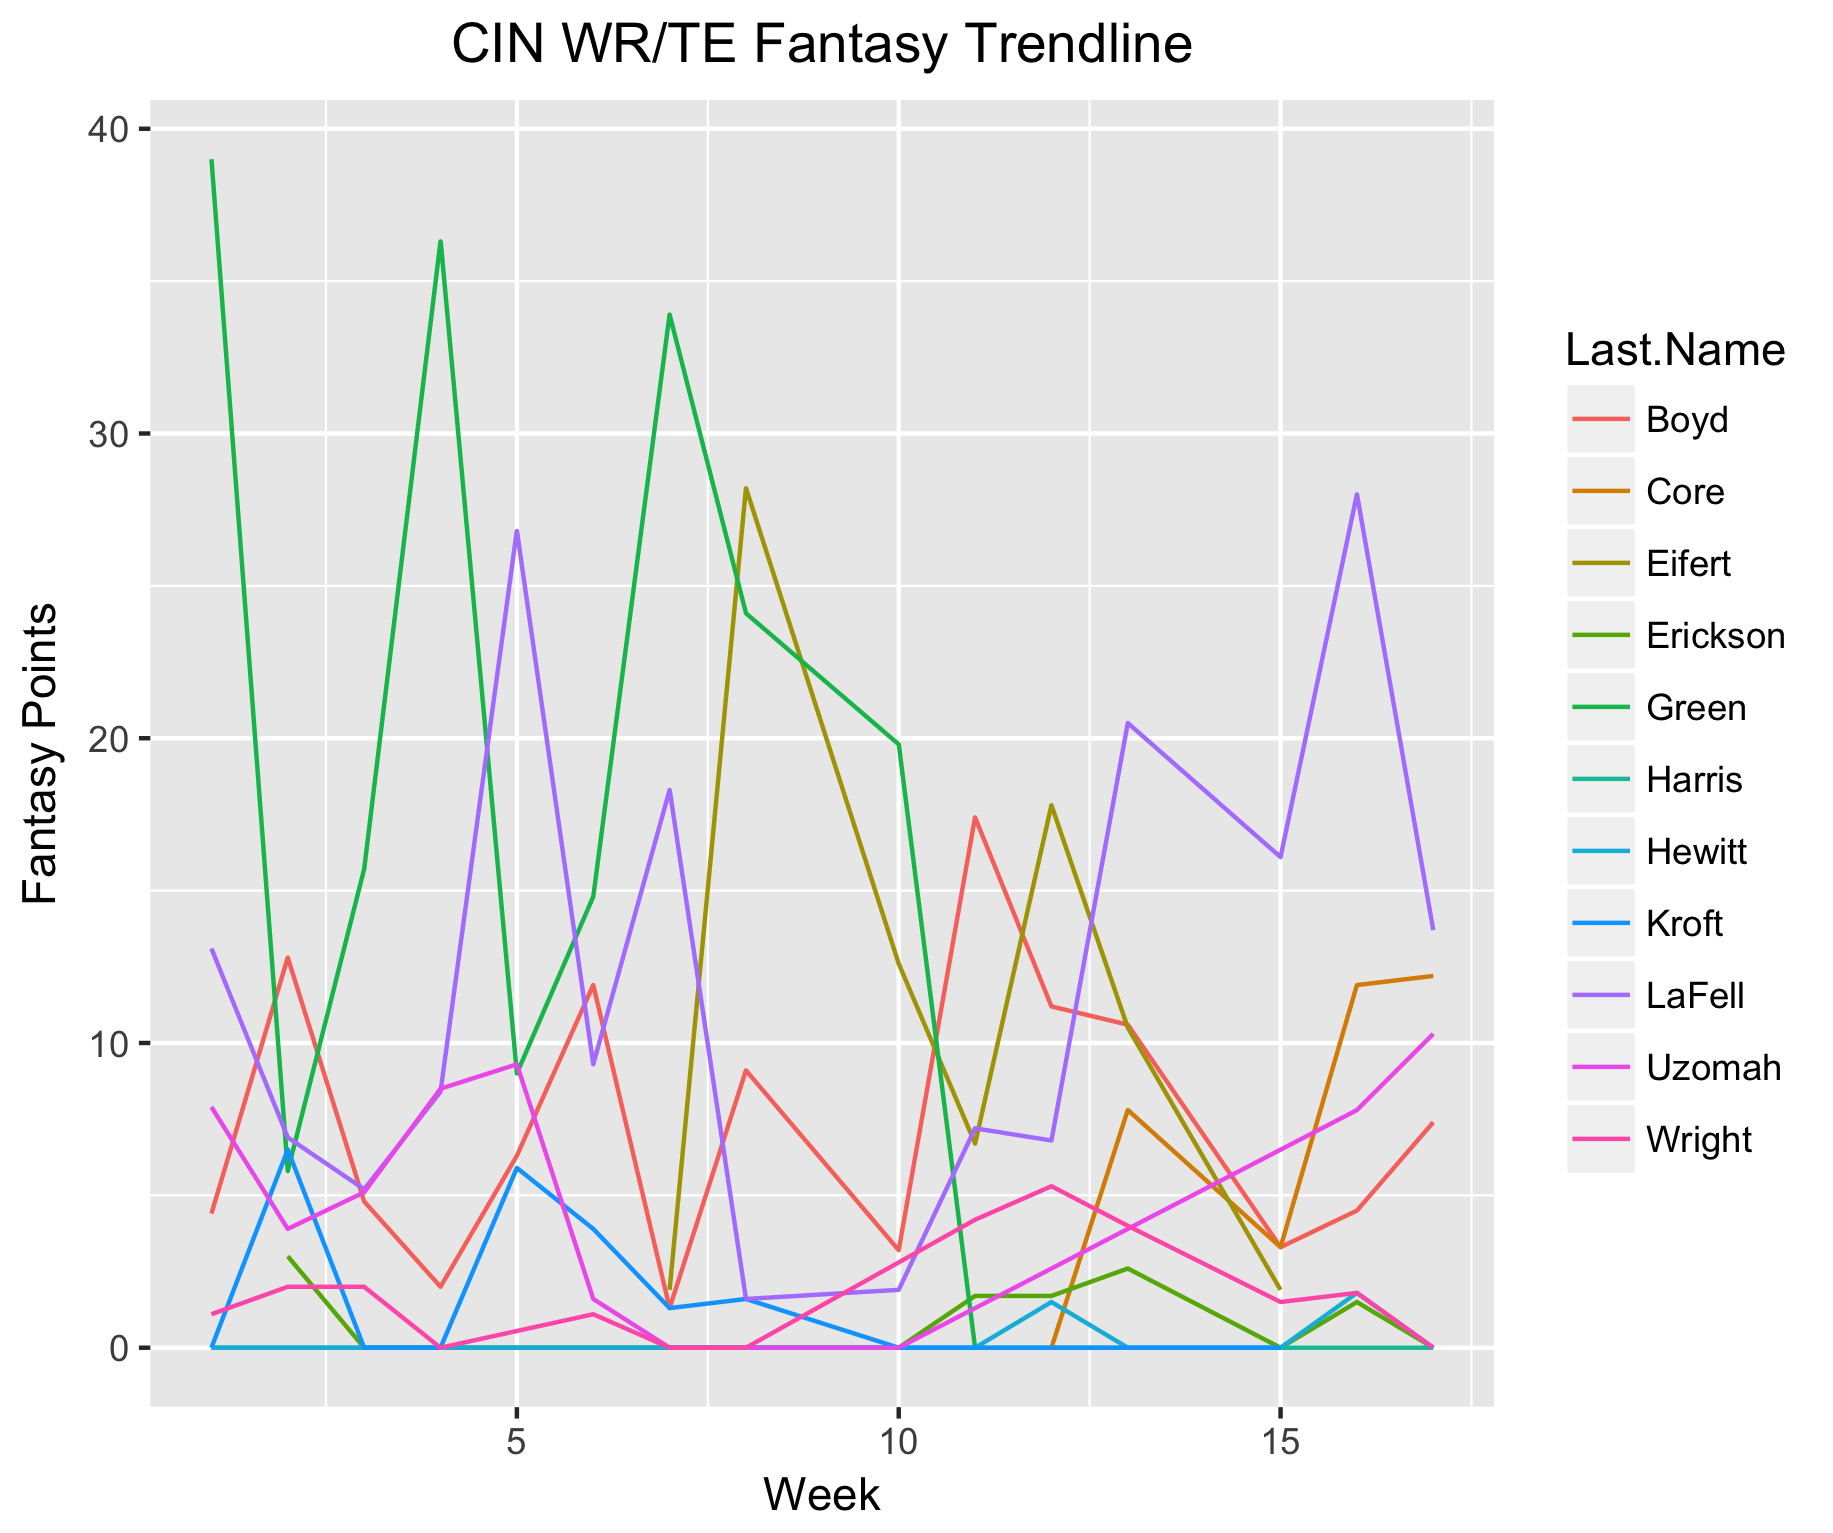 CIN WR/TE Fantasy Trendline
Fantasy Points
40
30
20
10
0
5
10
15
Week
Last.Name
Boyd
Core
Eifert
Erickson
Green
Harris
Hewitt
Kroft
LaFell
Uzomah
Wright